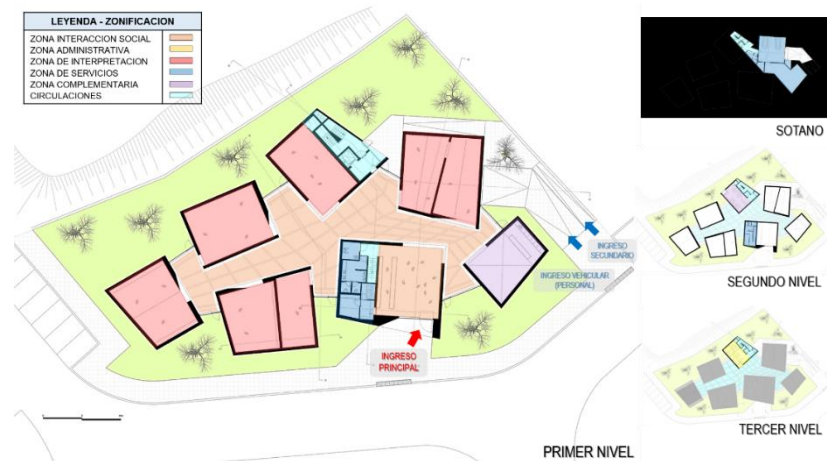 LEYENDA - ZONIFICACION
ZONA INTERACCION SOCIAL
ZONA ADMINISTRATIVA
ZONA DE INTERPRETACION
ZONA DE SERVICIOS
ZONA COMPLEMENTARIA
CIRCULACIONES
SOTANO
INGRESO
SECUNDARIO
INGRESO VEHICULAR
(PERSONAL)
SEGUNDO NIVEL
INGRESO
PRINCIPAL
TERCER NIVEL
PRIMER NIVEL